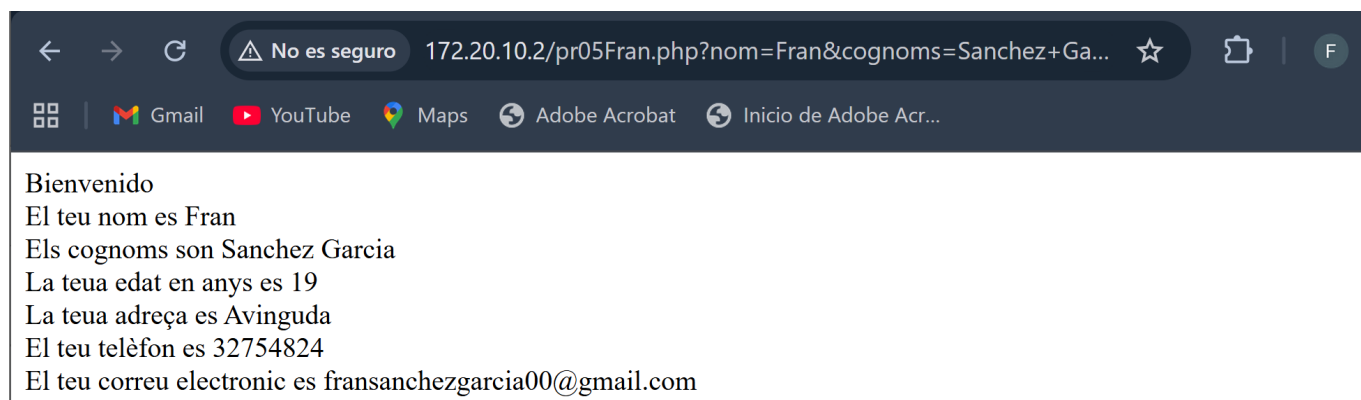 No es seguro 172.20.10.2/pr05Fran.php?nom=Fran&cognoms=Sanchez+Ga... F
Gmail YouTube Maps Adobe Acrobat Inicio de Adobe Acr...
Bienvenido
El teu nom es Fran
Els cognoms son Sanchez Garcia
La teua edat en anys es 19
La teua adreça es Avinguda
El teu telèfon es 32754824
El teu correu electronic es fransanchezgarcia00@gmail.com